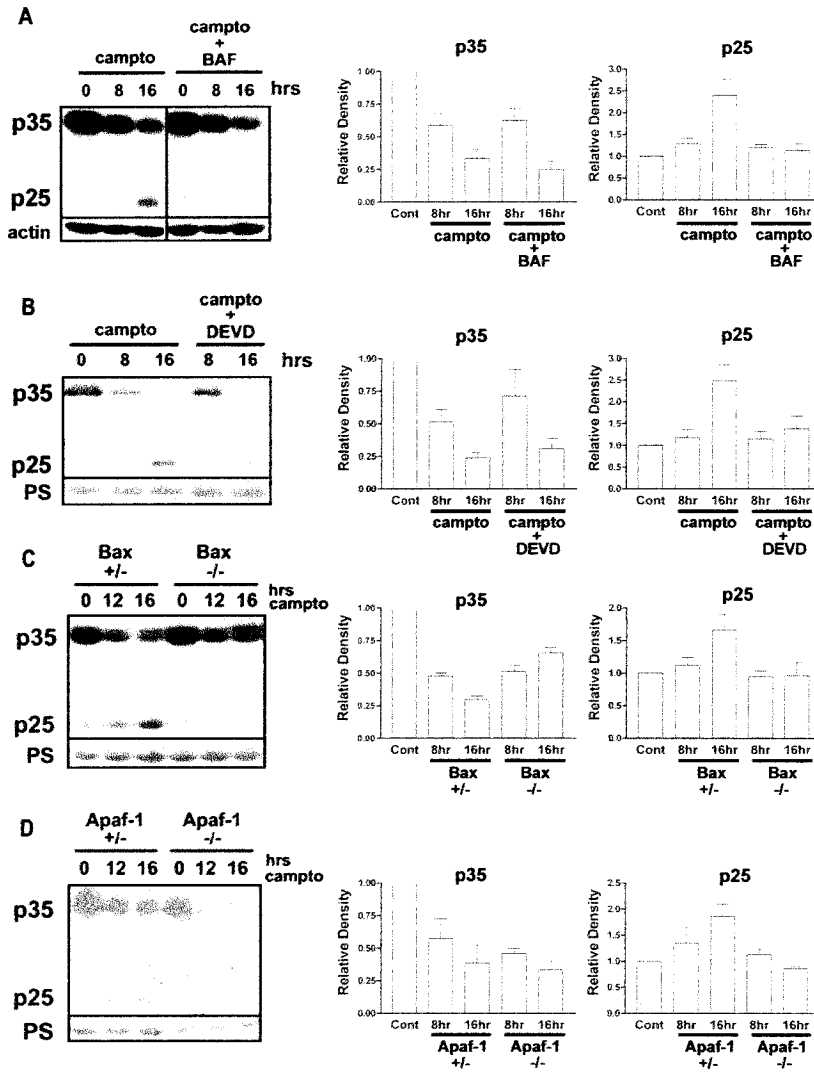 A
campto
campto
+
BAF
0 8 16 0 8 16 hrs
p35
p25
actin
p35
Relative Density
1.00
0.75
0.50
0.25
0.00
Cont 8hr 16hr 8hr 16hr
campto campto
+
BAF
p25
Relative Density
3.0
2.5
2.0
1.5
1.0
0.5
0.0
Cont 8hr 16hr 8hr 16hr
campto campto
+
BAF
B
campto
campto
+
DEVD
0 8 16 8 16 hrs
p35
p25
PS
p35
Relative Density
1.00
0.75
0.50
0.25
0.00
Cont 8hr 16hr 8hr 16hr
campto campto
+
DEVD
p25
Relative Density
3.0
2.5
2.0
1.5
1.0
0.5
0.0
Cont 8hr 16hr 8hr 16hr
campto campto
+
DEVD
C
Bax Bax
+/- -/-
0 12 16 0 12 16 hrs
campto
p35
p25
PS
p35
Relative Density
1.00
0.75
0.50
0.25
0.00
Cont 8hr 16hr 8hr 16hr
Bax Bax
+/- -/-
p25
Relative Density
2.0
1.5
1.0
0.5
0.0
Cont 8hr 16hr 8hr 16hr
Bax Bax
+/- -/-
D
Apaf-1 Apaf-1
+/- -/-
0 12 16 0 12 16 hrs
campto
p35
p25
PS
p35
Relative Density
1.00
0.75
0.50
0.25
0.00
Cont 8hr 16hr 8hr 16hr
Apaf-1 Apaf-1
+/- -/-
p25
Relative Density
2.5
2.0
1.5
1.0
0.5
0.0
Cont 8hr 16hr 8hr 16hr
Apaf-1 Apaf-1
+/- -/-